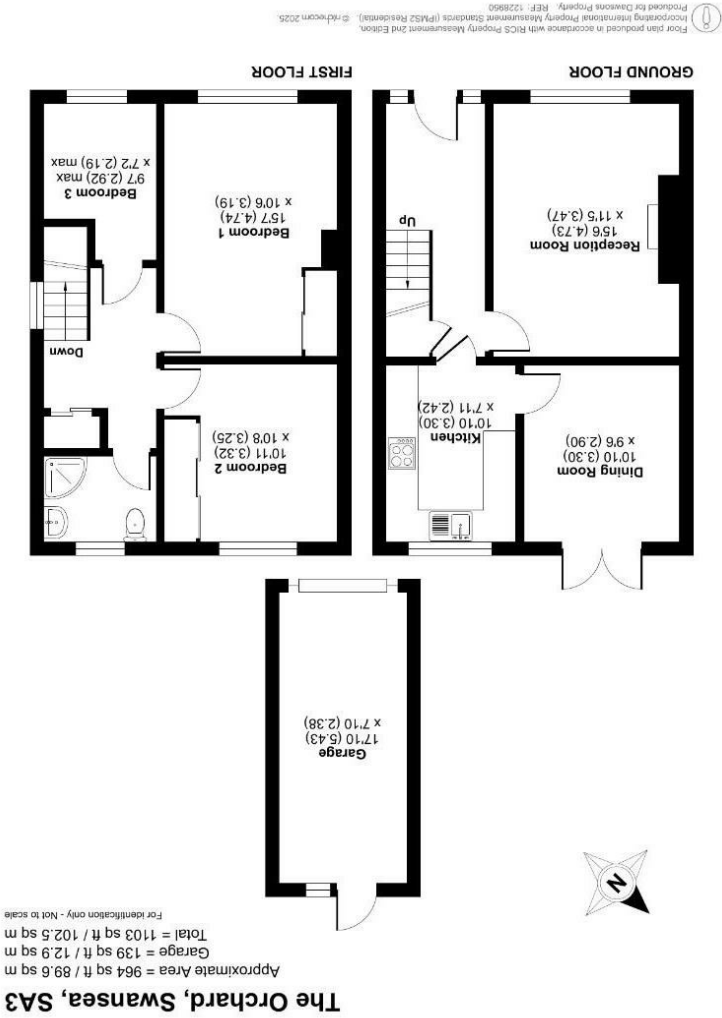 The Orchard, Swansea, SA3
Approximate Area = 964 sq ft / 89.6 sq m
Garage = 139 sq ft / 12.9 sq m
Total = 1103 sq ft / 102.5 sq m
For identification only - Not to scale
N
Garage
17'10 (5.43)
x 7'10 (2.38)
Dining Room
10'10 (3.30)
x 9'6 (2.90)
Kitchen
10'10 (3.30)
x 7'11 (2.42)
Reception Room
15'6 (4.73)
x 11'5 (3.47)
Up
GROUND FLOOR
Bedroom 2
10'11 (3.32)
x 10'8 (3.25)
Down
Bedroom 1
15'7 (4.74)
x 10'6 (3.19)
Bedroom 3
9'7 (2.92) max
x 7'2 (2.19) max
FIRST FLOOR
Floor plan produced in accordance with RICS Property Measurement 2nd Edition,
Incorporating International Property Measurement Standards (IPMS2 Residential). © nichecom 2025.
Produced for Dawsons Property. REF: 1228960